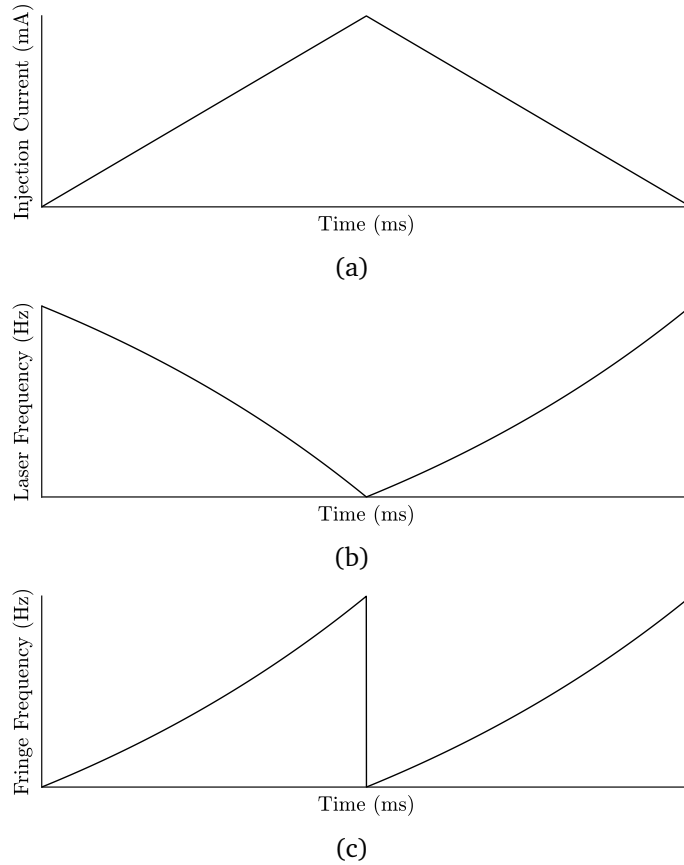 Injection Current (mA)
Time (ms)
(a)
Laser Frequency (Hz)
Time (ms)
(b)
Fringe Frequency (Hz)
Time (ms)
(c)